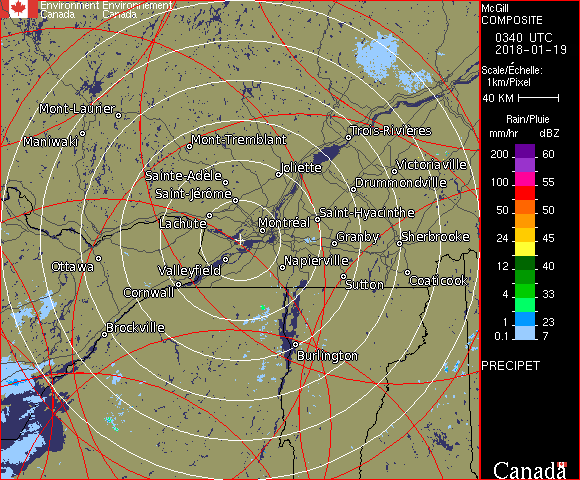 Environment Environnement
Canada Canada
McGill
COMPOSITE
0340 UTC
2018-01-19
Scale/Échelle:
1km/Pixel
40 KM
Rain/Pluie
mm/hr dBZ
200 60
100 55
50 50
24 45
12 40
4 33
1 23
0.1 7
PRECIPET
Canada
Mont-Laurier
Maniwaki
Mont-Tremblant
Trois-Rivières
Joliette
Victoriaville
Sainte-Adèle
Drummondville
Saint-Jérôme
Lachute
Montréal
Saint-Hyacinthe
Granby
Sherbrooke
Ottawa
Valleyfield
Napierville
Cornwall
Sutton
Coaticook
Brockville
Burlington